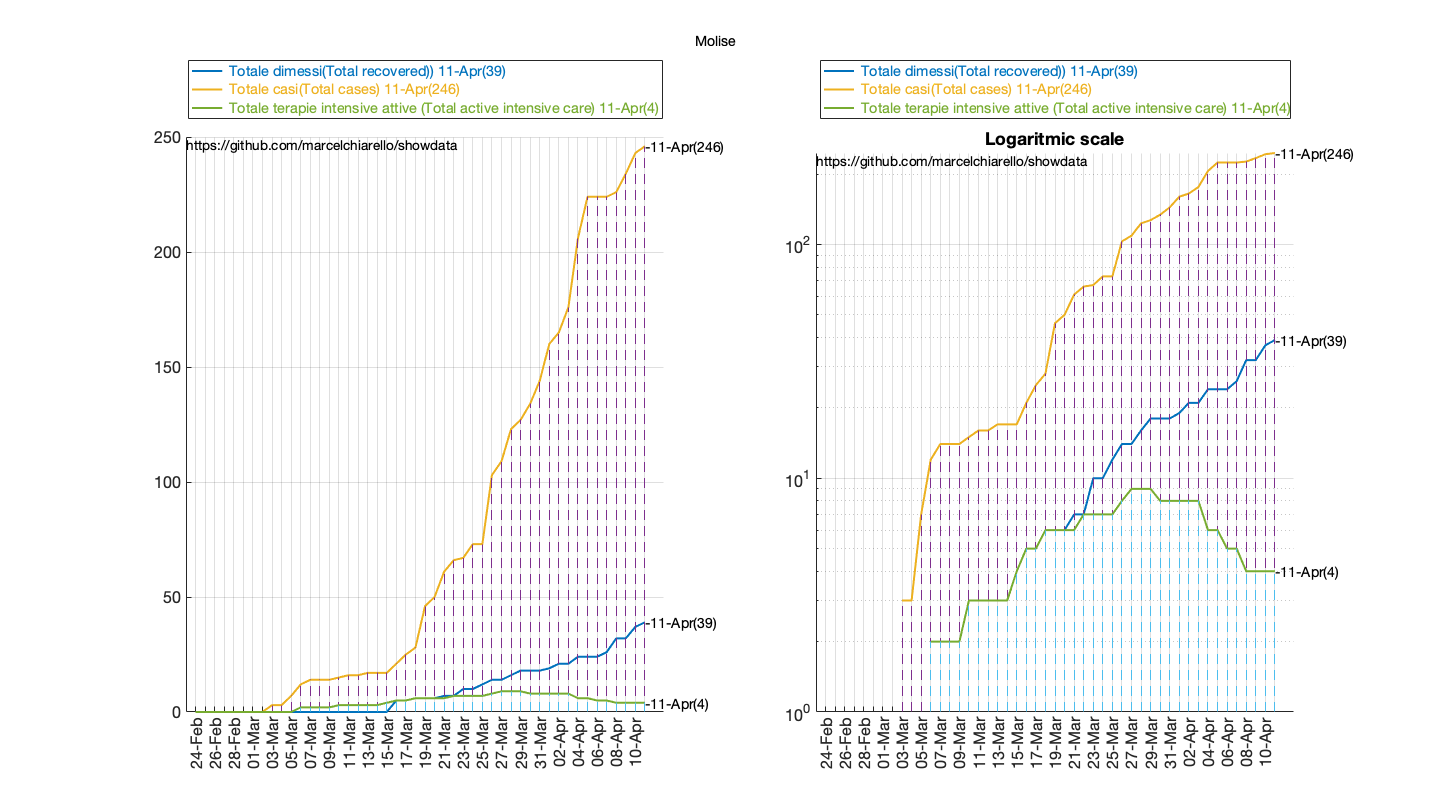 Molise
Totale dimessi(Total recovered)) 11-Apr(39)
Totale casi(Total cases) 11-Apr(246)
Totale terapie intensive attive (Total active intensive care) 11-Apr(4)
250
200
150
100
50
0
https://github.com/marcelchiarello/showdata
-11-Apr(246)
-11-Apr(39)
-11-Apr(4)
24-Feb
26-Feb
28-Feb
01-Mar
03-Mar
05-Mar
07-Mar
09-Mar
11-Mar
13-Mar
15-Mar
17-Mar
19-Mar
21-Mar
23-Mar
25-Mar
27-Mar
29-Mar
31-Mar
02-Apr
04-Apr
06-Apr
08-Apr
10-Apr
Totale dimessi(Total recovered)) 11-Apr(39)
Totale casi(Total cases) 11-Apr(246)
Totale terapie intensive attive (Total active intensive care) 11-Apr(4)
Logaritmic scale
https://github.com/marcelchiarello/showdata
10²
10¹
10⁰
-11-Apr(246)
-11-Apr(39)
-11-Apr(4)
24-Feb
26-Feb
28-Feb
01-Mar
03-Mar
05-Mar
07-Mar
09-Mar
11-Mar
13-Mar
15-Mar
17-Mar
19-Mar
21-Mar
23-Mar
25-Mar
27-Mar
29-Mar
31-Mar
02-Apr
04-Apr
06-Apr
08-Apr
10-Apr